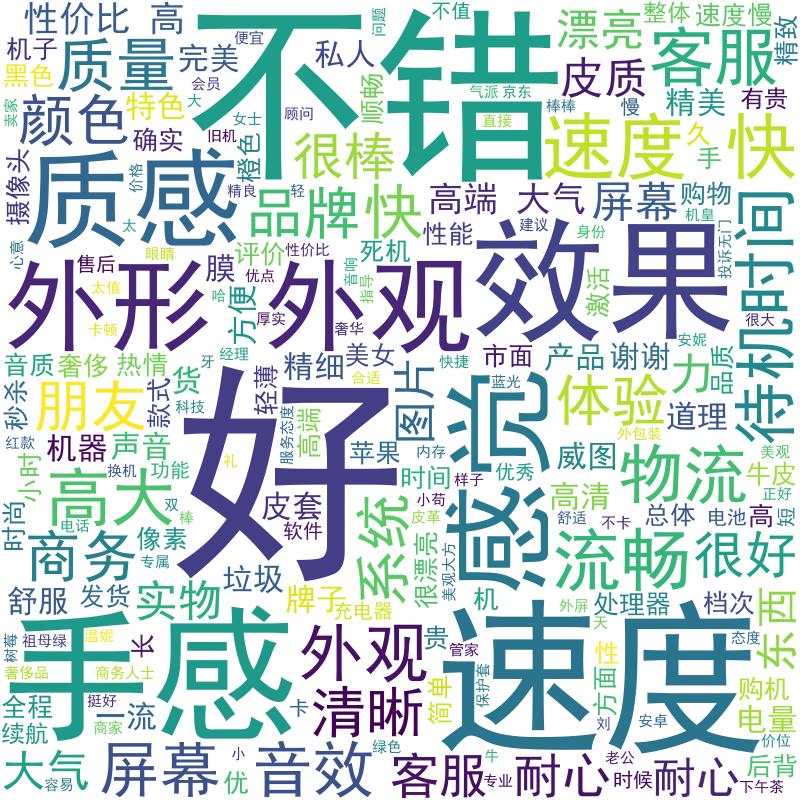 性价比
高
不错
便宜
问题
不值
漂亮
整体
速度慢
精致
机子
质量
完美
私人
顺畅
客服
黑色
会员
卖家
大
颜色
特色
女士
顾问
气派
京东
棒棒
皮质
慢
精美
有贵
确实
旧机
橙色
很棒
直接
速度
久
手
快
摄像头
质感
价格
精良
轻
品牌
快
高端
大气
建议
屏幕
购物
机皇
待机时间
太
心意
眼睛
评价
性价比
死机
性能
效果
身份
投诉无门
外形
售后
太值
膜
优点
音响
指导
外观
激活
卡顿
方便
哈
厚实
奢华
很大
音质
奢侈
热情
牙
经理
轻薄
精细
美女
快捷
市面
产品
谢谢
安妮
品质
秒杀
朋友
款式
货
科技
好
合适
图片
感觉
蓝光
体验
力
道理
红款
机器
声音
服务态度
高端
苹果
内存
外包装
美观
小时
高大
换机
功能
礼
皮套
时间
样子
优秀
威图
物流
牛皮
正好
时尚
电话
双
棒
软件
系统
小苟
皮革
高清
舒适
不卡
总体
电池
高
短
商务
像素
专属
很漂亮
美观大方
流畅
很好
舒服
发货
垃圾
实物
牌子
充电器
机
外屏
处理器
档次
东西
树莓
祖母绿
温妮
手感
长
外观
贵
管家
速度
天
态度
性
奢侈品
商务人士
清晰
简单
保护套
方面
购机
全程
挺好
一流
卡
刘
安卓
电量
续航
商家
价位
大气
容易
屏幕
小
优
音效
绿色
客服
牛
专业
耐心
老公
时候
耐心
下午茶
后背